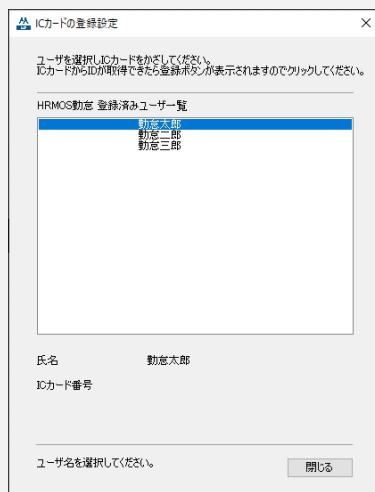 ICカードの登録設定
ユーザを選択しICカードをかざしてください。
ICカードからIDが取得できたら登録ボタンが表示されますのでクリックしてください。
HRMOS勤怠 登録済みユーザー一覧
勤怠太郎
勤怠二郎
勤怠三郎
氏名 勤怠太郎
ICカード番号
ユーザ名を選択してください。
閉じる